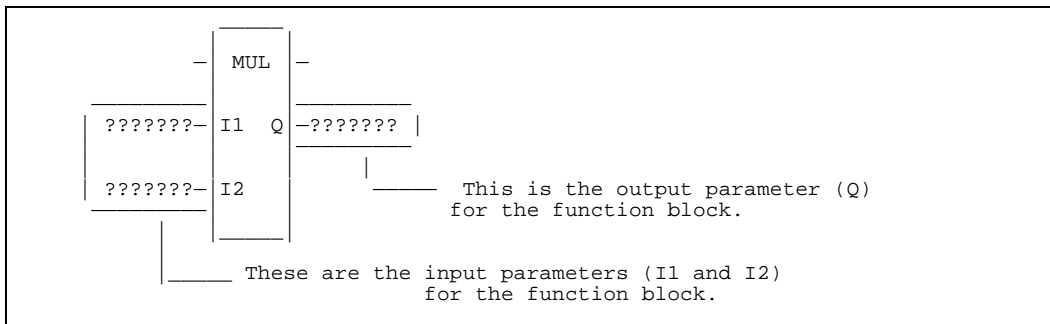 MUL
???????
I1 Q
???????
???????
I2
This is the output parameter (Q)
for the function block.
These are the input parameters (I1 and I2)
for the function block.